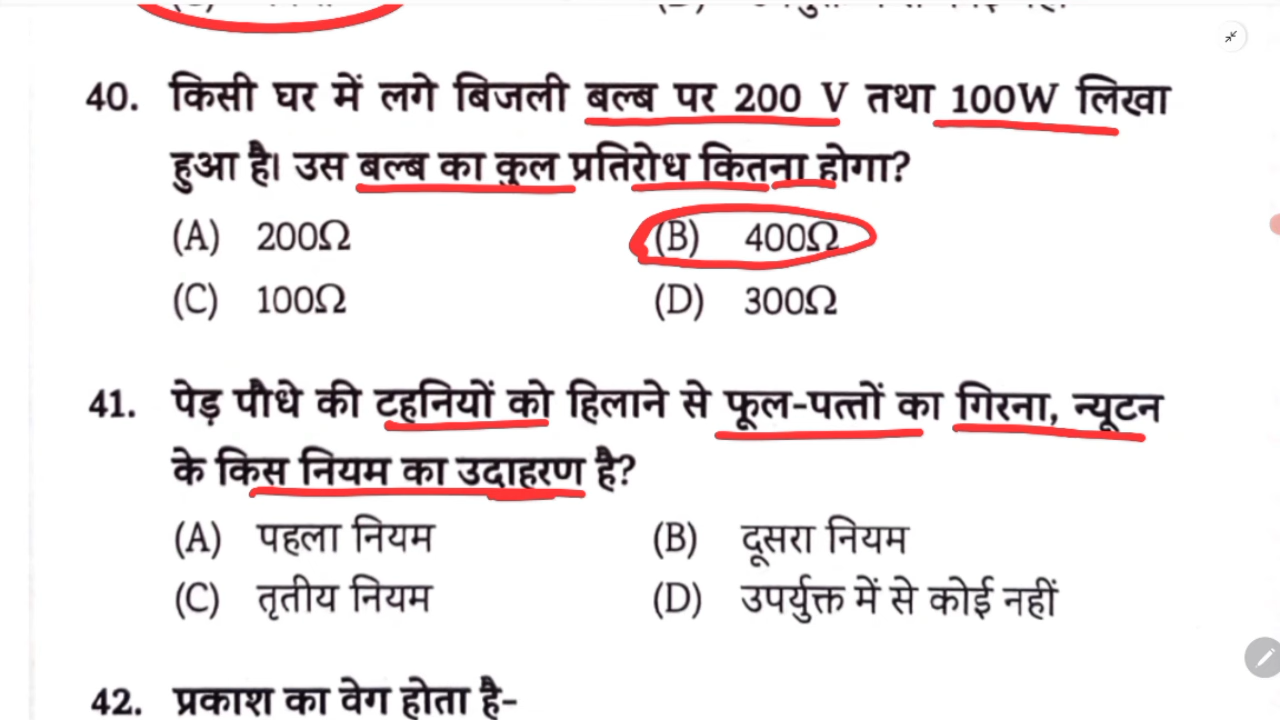 40. किसी घर में लगे बिजली बल्ब पर 200 V तथा 100W लिखा
हुआ है। उस बल्ब का कुल प्रतिरोध कितना होगा?
(A) 200Ω (B) 400Ω
(C) 100Ω (D) 300Ω
41. पेड़ पौधे की टहनियों को हिलाने से फूल-पत्तों का गिरना, न्यूटन
के किस नियम का उदाहरण है?
(A) पहला नियम (B) दूसरा नियम
(C) तृतीय नियम (D) उपर्युक्त में से कोई नहीं
42. प्रकाश का वेग होता है-